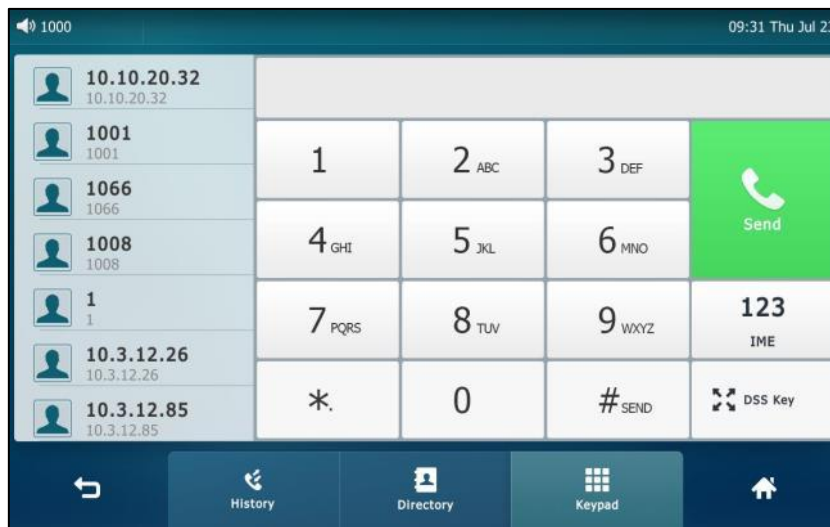 1000
09:31 Thu Jul 23
10.10.20.32
10.10.20.32
1001
1001
1066
1066
1008
1008
1
1
10.3.12.26
10.3.12.26
10.3.12.85
10.3.12.85
1
2 ABC
3 DEF
Send
4 GHI
5 JKL
6 MNO
7 PQRS
8 TUV
9 WXYZ
123
IME
*.
0
# SEND
DSS Key
History
Directory
Keypad